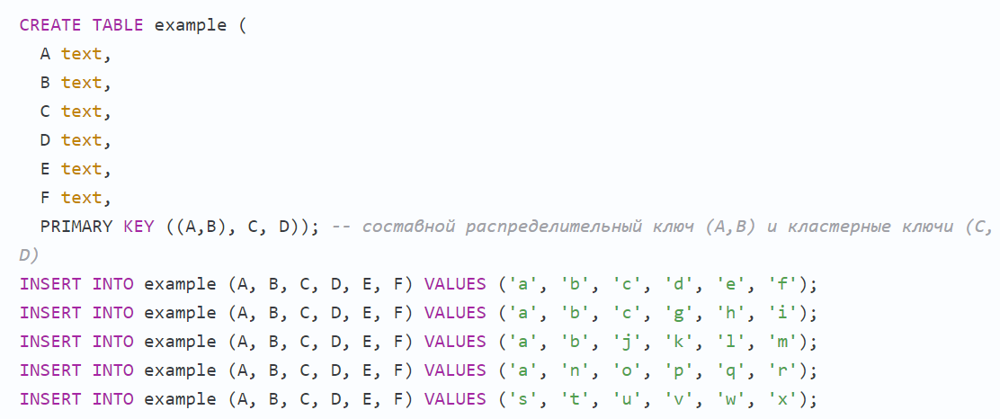 CREATE TABLE example (
  A text,
  B text,
  C text,
  D text,
  E text,
  F text,
  PRIMARY KEY ((A,B), C, D)); -- составной распределительный ключ (A,B) и кластерные ключи (C,
D)
INSERT INTO example (A, B, C, D, E, F) VALUES ('a', 'b', 'c', 'd', 'e', 'f');
INSERT INTO example (A, B, C, D, E, F) VALUES ('a', 'b', 'c', 'g', 'h', 'i');
INSERT INTO example (A, B, C, D, E, F) VALUES ('a', 'b', 'j', 'k', 'l', 'm');
INSERT INTO example (A, B, C, D, E, F) VALUES ('a', 'n', 'o', 'p', 'q', 'r');
INSERT INTO example (A, B, C, D, E, F) VALUES ('s', 't', 'u', 'v', 'w', 'x');